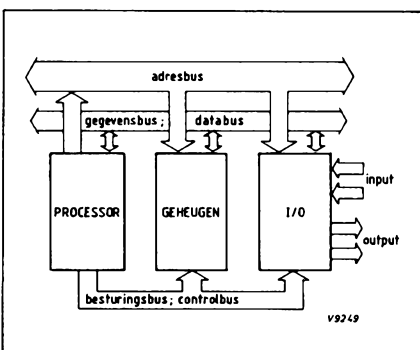 adresbus
gegevensbus; databus
PROCESSOR
GEHEUGEN
I/O
input
output
besturingsbus; controlbus
V9249